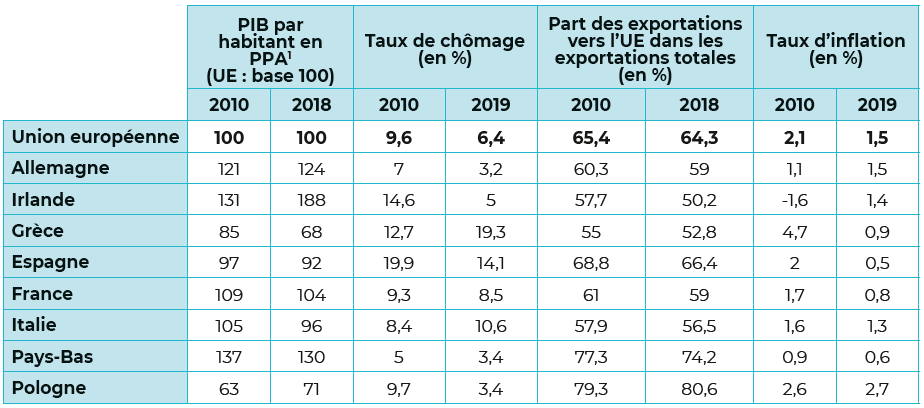 PIB par habitant en PPA¹ (UE : base 100) | Taux de chômage (en %) | Part des exportations vers l'UE dans les exportations totales (en %) | Taux d'inflation (en %)
2010 | 2018 | 2010 | 2019 | 2010 | 2018 | 2010 | 2019
Union européenne | 100 | 100 | 9,6 | 6,4 | 65,4 | 64,3 | 2,1 | 1,5
Allemagne | 121 | 124 | 7 | 3,2 | 60,3 | 59 | 1,1 | 1,5
Irlande | 131 | 188 | 14,6 | 5 | 57,7 | 50,2 | -1,6 | 1,4
Grèce | 85 | 68 | 12,7 | 19,3 | 55 | 52,8 | 4,7 | 0,9
Espagne | 97 | 92 | 19,9 | 14,1 | 68,8 | 66,4 | 2 | 0,5
France | 109 | 104 | 9,3 | 8,5 | 61 | 59 | 1,7 | 0,8
Italie | 105 | 96 | 8,4 | 10,6 | 57,9 | 56,5 | 1,6 | 1,3
Pays-Bas | 137 | 130 | 5 | 3,4 | 77,3 | 74,2 | 0,9 | 0,6
Pologne | 63 | 71 | 9,7 | 3,4 | 79,3 | 80,6 | 2,6 | 2,7